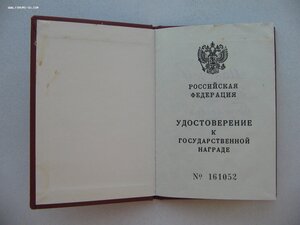 РОССИЙСКАЯ
ФЕДЕРАЦИЯ
УДОСТОВЕРЕНИЕ
К
ГОСУДАРСТВЕННОЙ
НАГРАДЕ
№ 161052